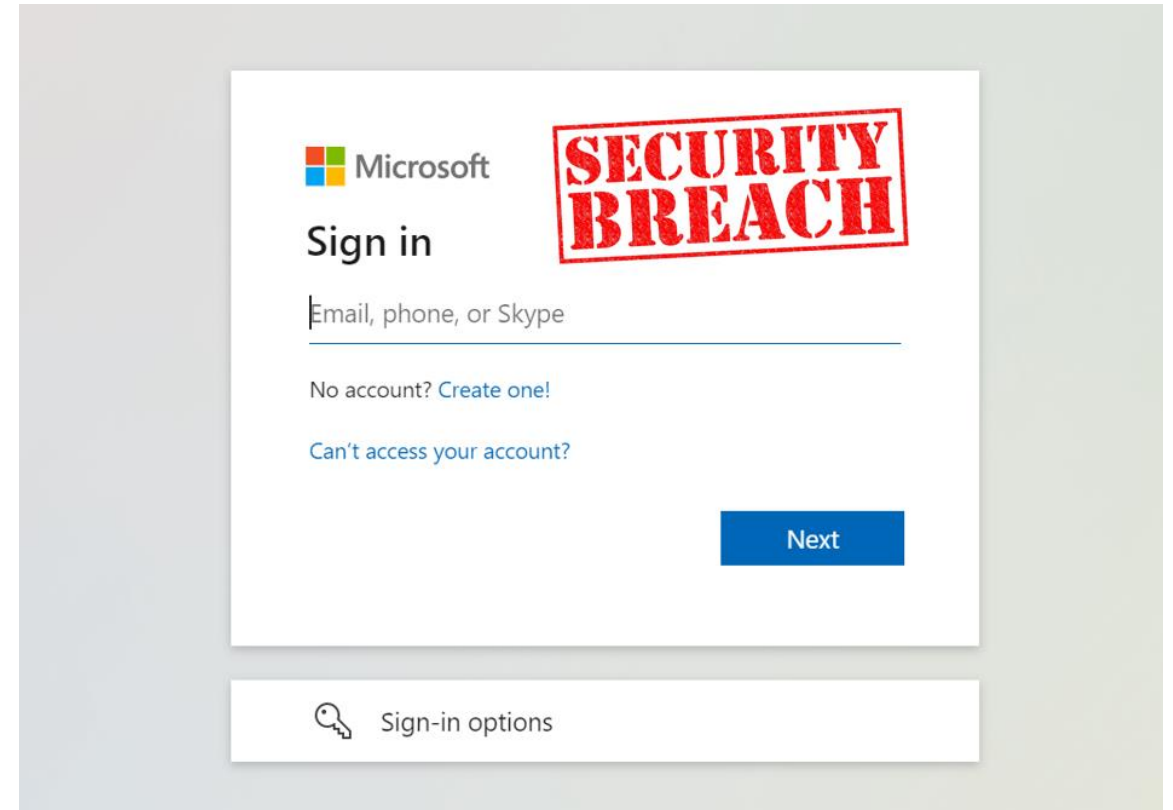 Microsoft
SECURITY
BREACH
Sign in
Email, phone, or Skype
No account? Create one!
Can't access your account?
Next
Sign-in options